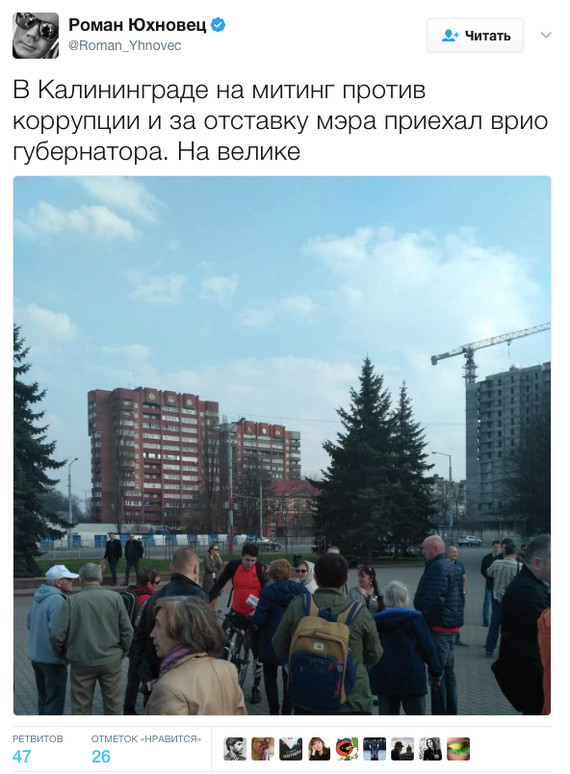 Роман Юхновец
@Roman_Yhnovec
Читать
В Калининграде на митинг против
коррупции и за отставку мэра приехал врио
губернатора. На велике
РЕТВИТОВ
47
ОТМЕТОК «НРАВИТСЯ»
26